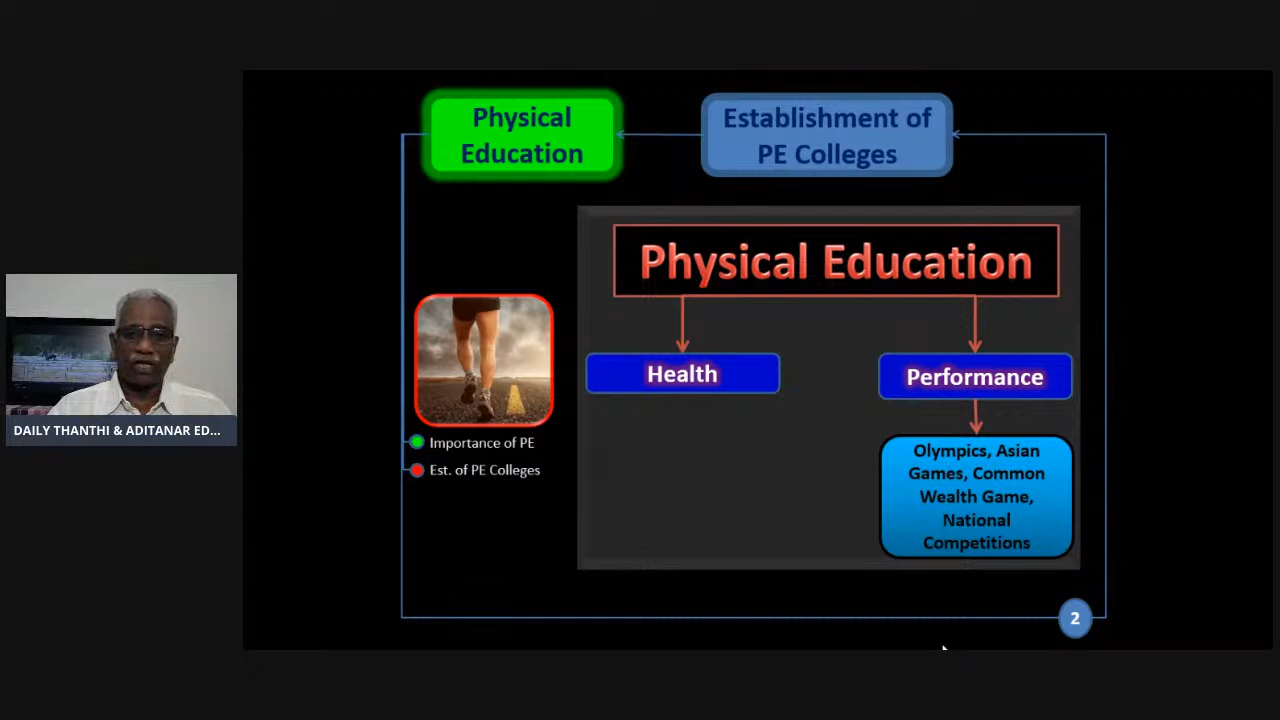 Physical
Education
Establishment of
PE Colleges
Physical Education
Health
Performance
Olympics, Asian
Games, Common
Wealth Game,
National
Competitions
Importance of PE
Est. of PE Colleges
DAILY THANTHI & ADITANAR ED...
2